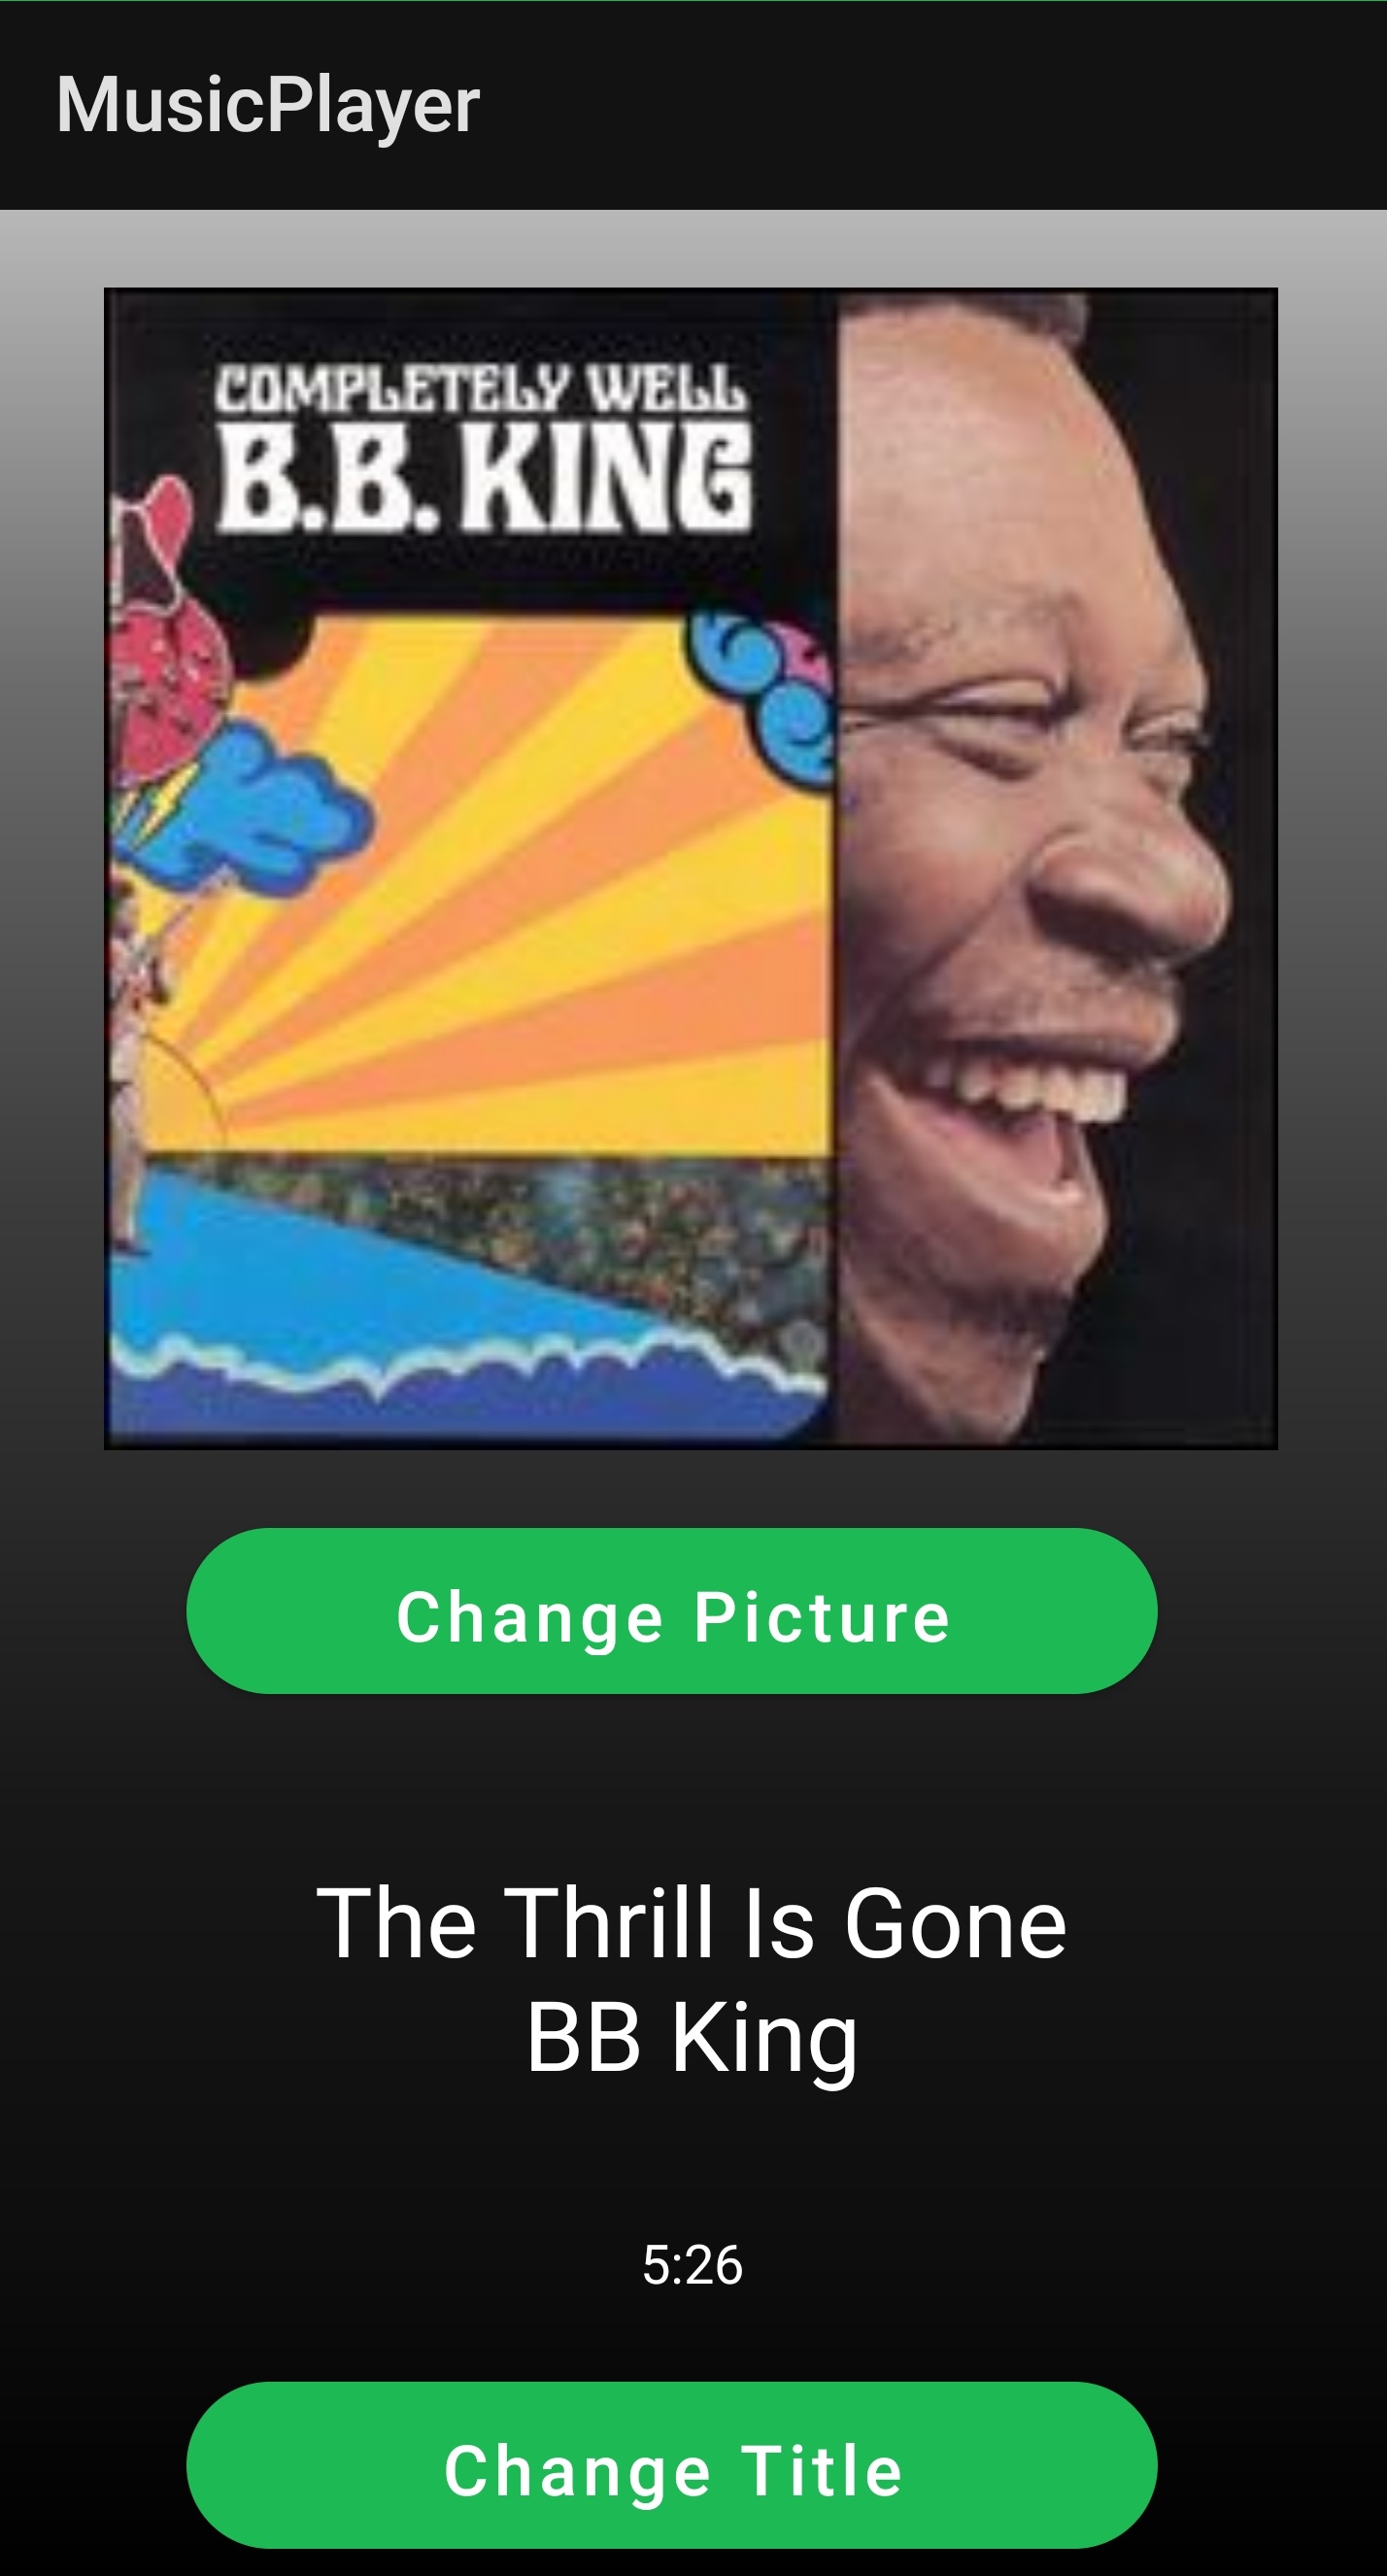 MusicPlayer
COMPLETELY WELL
B.B. KING
Change Picture
The Thrill Is Gone
BB King
5:26
Change Title